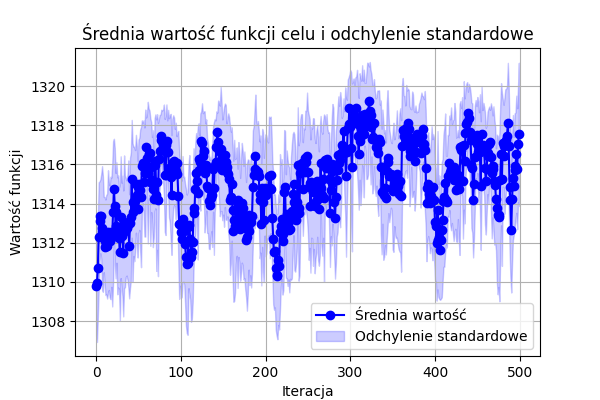 Średnia wartość funkcji celu i odchylenie standardowe
Wartość funkcji
1320
1318
1316
1314
1312
1310
1308
Średnia wartość
Odchylenie standardowe
0 100 200 300 400 500
Iteracja